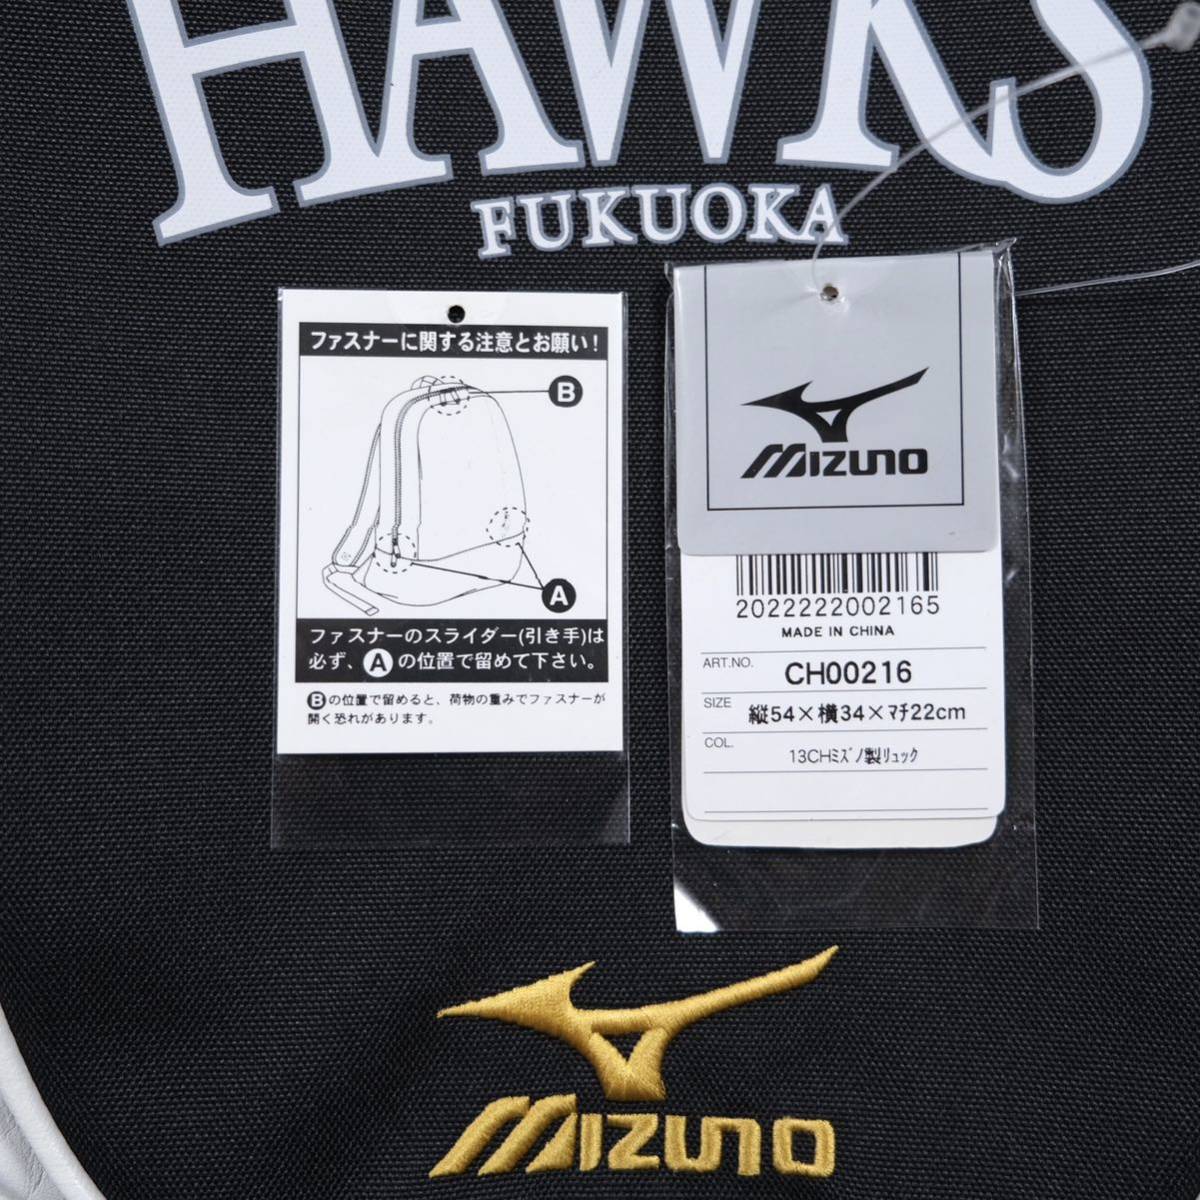 HAWKS
FUKUOKA
ファスナーに関する注意とお願い!
B
A
ファスナーのスライダー(引き手)は
必ず、Aの位置で留めて下さい。
Bの位置で留めると、荷物の重みでファスナーが
開く恐れがあります。
MIZUNO
2022222002165
MADE IN CHINA
ART.NO. CH00216
SIZE 縦54×横34×ﾏﾁ22cm
COL. 13CHﾐｽﾞﾉ製ﾘｭｯｸ
MIZUNO